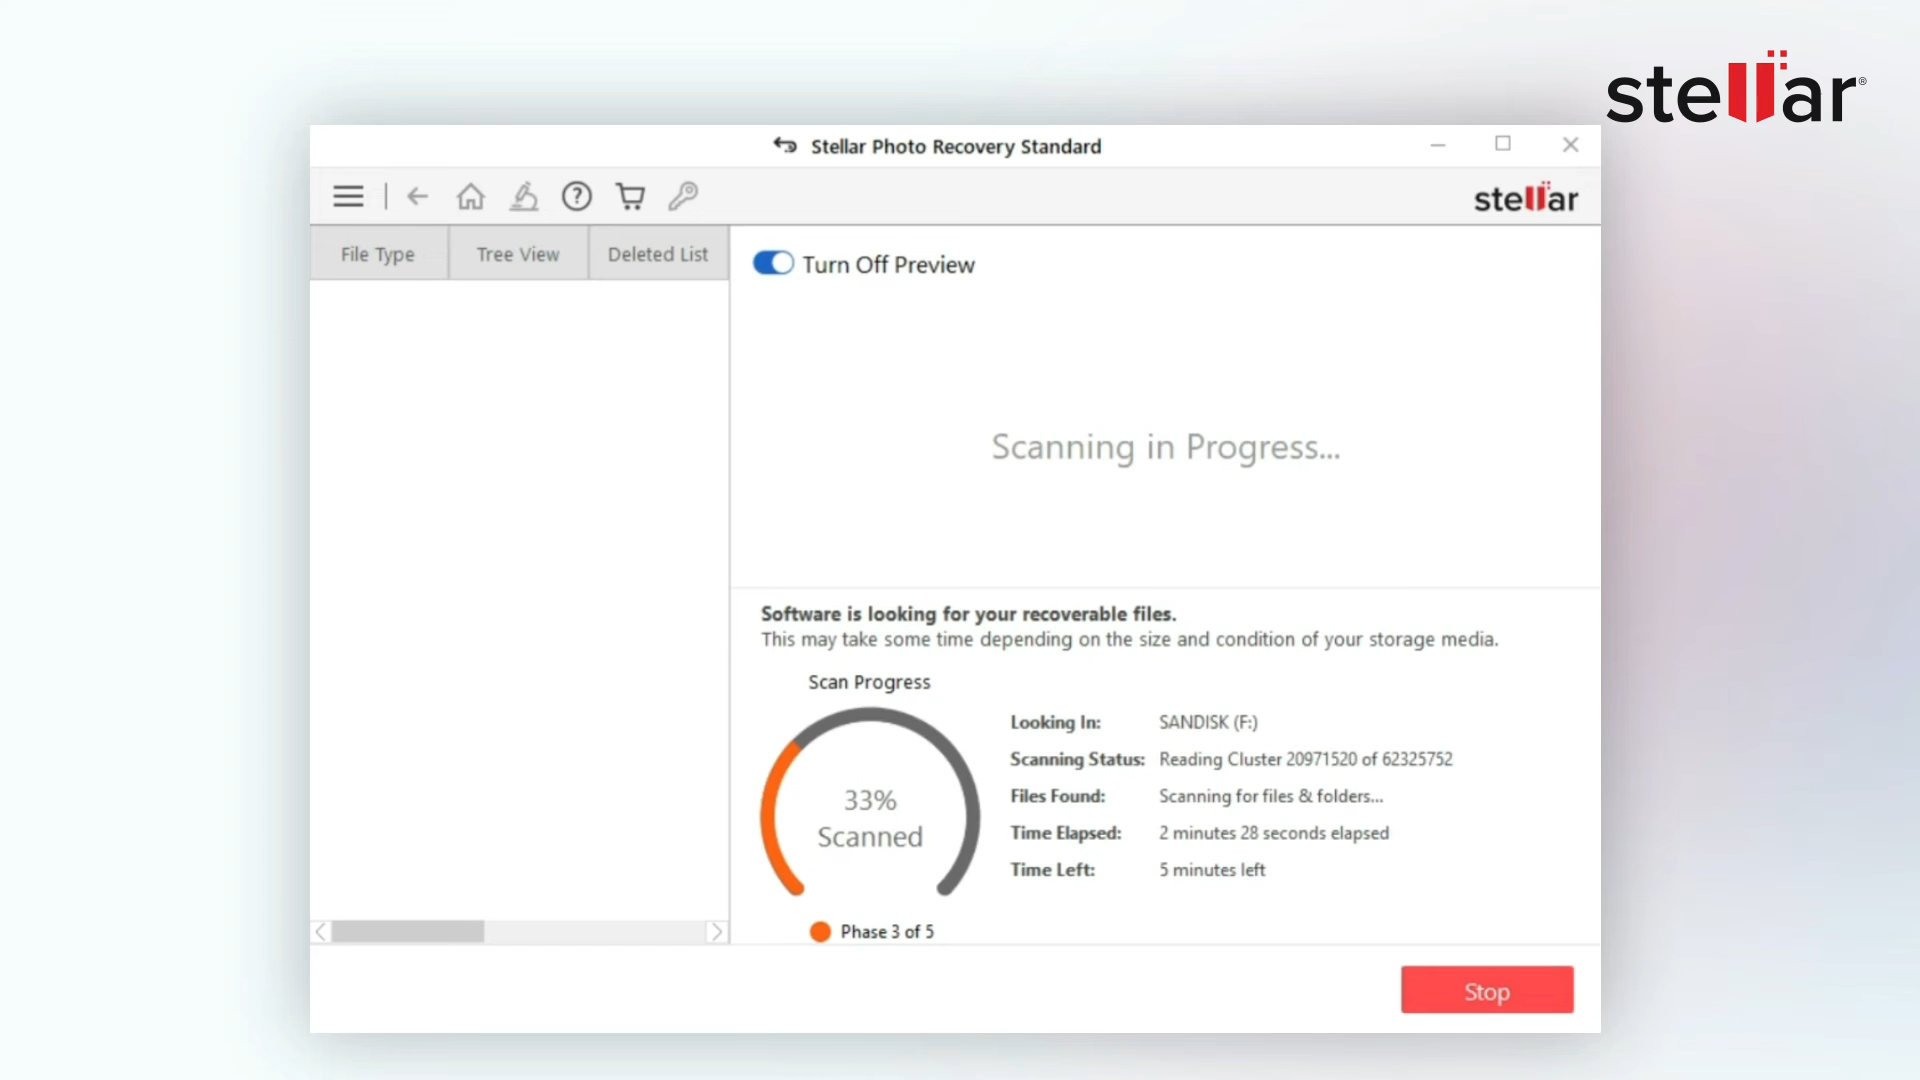 stellar®
Stellar Photo Recovery Standard
stellar
File Type Tree View Deleted List
Turn Off Preview
Scanning in Progress...
Software is looking for your recoverable files.
This may take some time depending on the size and condition of your storage media.
Scan Progress
33%
Scanned
Phase 3 of 5
Looking In: SANDISK (F:)
Scanning Status: Reading Cluster 20971520 of 62325752
Files Found: Scanning for files & folders...
Time Elapsed: 2 minutes 28 seconds elapsed
Time Left: 5 minutes left
Stop